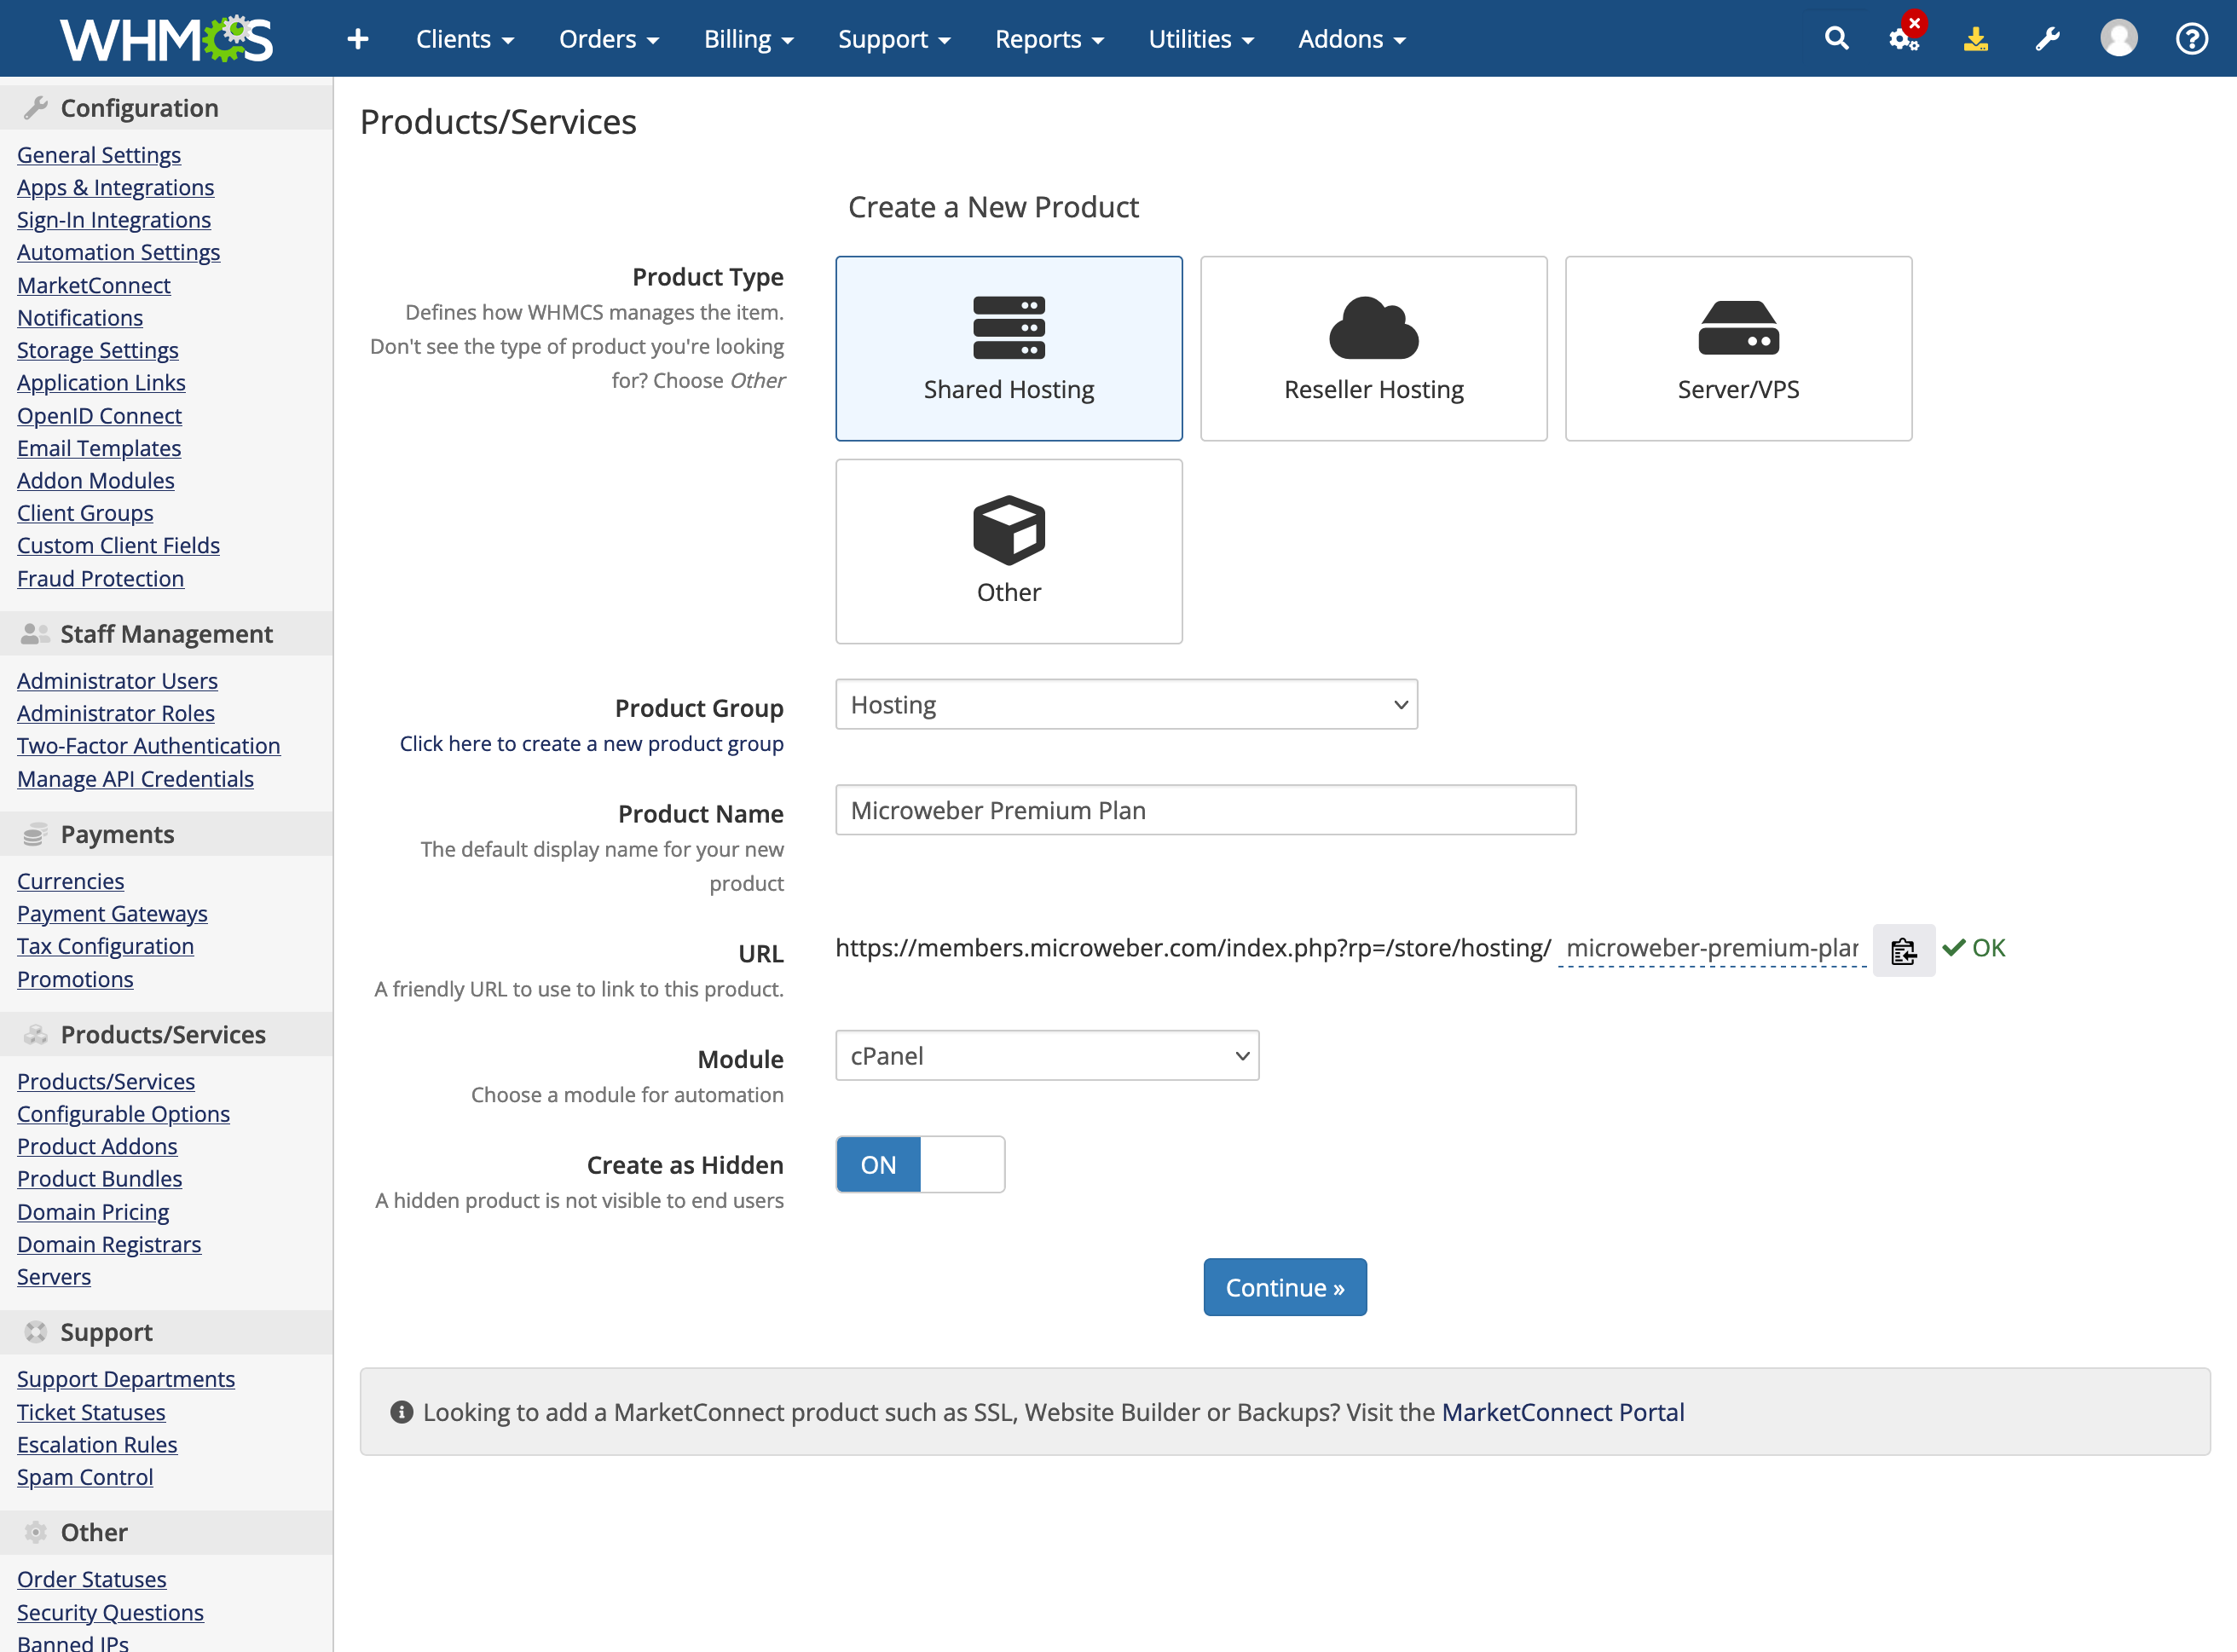 WHMCS
Clients
Orders
Billing
Support
Reports
Utilities
Addons
Configuration
General Settings
Apps & Integrations
Sign-In Integrations
Automation Settings
MarketConnect
Notifications
Storage Settings
Application Links
OpenID Connect
Email Templates
Addon Modules
Client Groups
Custom Client Fields
Fraud Protection
Staff Management
Administrator Users
Administrator Roles
Two-Factor Authentication
Manage API Credentials
Payments
Currencies
Payment Gateways
Tax Configuration
Promotions
Products/Services
Products/Services
Configurable Options
Product Addons
Product Bundles
Domain Pricing
Domain Registrars
Servers
Support
Support Departments
Ticket Statuses
Escalation Rules
Spam Control
Other
Order Statuses
Security Questions
Banned IPs
Products/Services
Create a New Product
Product Type
Defines how WHMCS manages the item.
Don't see the type of product you're looking
for? Choose Other
Shared Hosting
Reseller Hosting
Server/VPS
Other
Product Group
Click here to create a new product group
Hosting
Product Name
The default display name for your new
product
Microweber Premium Plan
URL
A friendly URL to use to link to this product.
https://members.microweber.com/index.php?rp=/store/hosting/ microweber-premium-plan
OK
Module
Choose a module for automation
cPanel
Create as Hidden
A hidden product is not visible to end users
ON
Continue »
Looking to add a MarketConnect product such as SSL, Website Builder or Backups? Visit the MarketConnect Portal